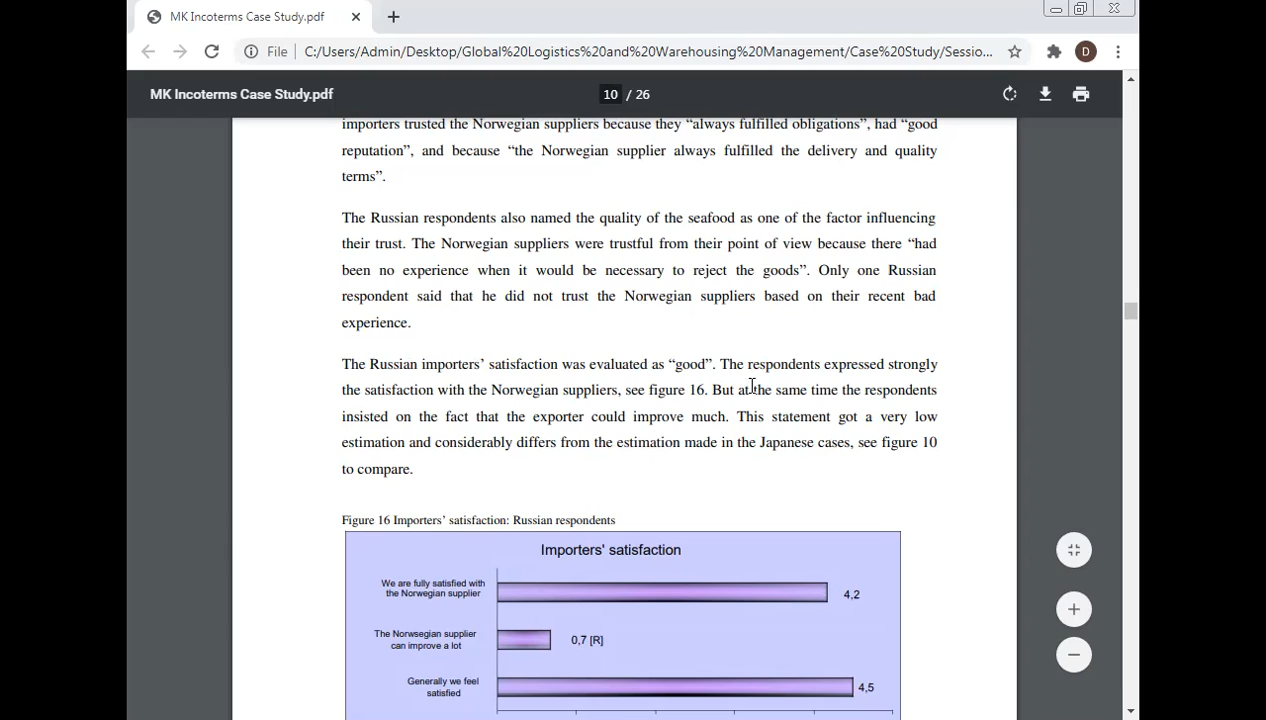 MK Incoterms Case Study.pdf
File
C:/Users/Admin/Desktop/Global%20Logistics%20and%20Warehousing%20Management/Case%20Study/Sessio...
D
MK Incoterms Case Study.pdf
10 / 26
importers trusted the Norwegian suppliers because they “always fulfilled obligations”, had “good
reputation”, and because “the Norwegian supplier always fulfilled the delivery and quality
terms”.
The Russian respondents also named the quality of the seafood as one of the factor influencing
their trust. The Norwegian suppliers were trustful from their point of view because there “had
been no experience when it would be necessary to reject the goods”. Only one Russian
respondent said that he did not trust the Norwegian suppliers based on their recent bad
experience.
The Russian importers’ satisfaction was evaluated as “good”. The respondents expressed strongly
the satisfaction with the Norwegian suppliers, see figure 16. But at the same time the respondents
insisted on the fact that the exporter could improve much. This statement got a very low
estimation and considerably differs from the estimation made in the Japanese cases, see figure 10
to compare.
Figure 16 Importers’ satisfaction: Russian respondents
Importers' satisfaction
We are fully satisfied with
the Norwegian supplier
4,2
The Norwsegian supplier
can improve a lot
0,7 [R]
Generally we feel
satisfied
4,5